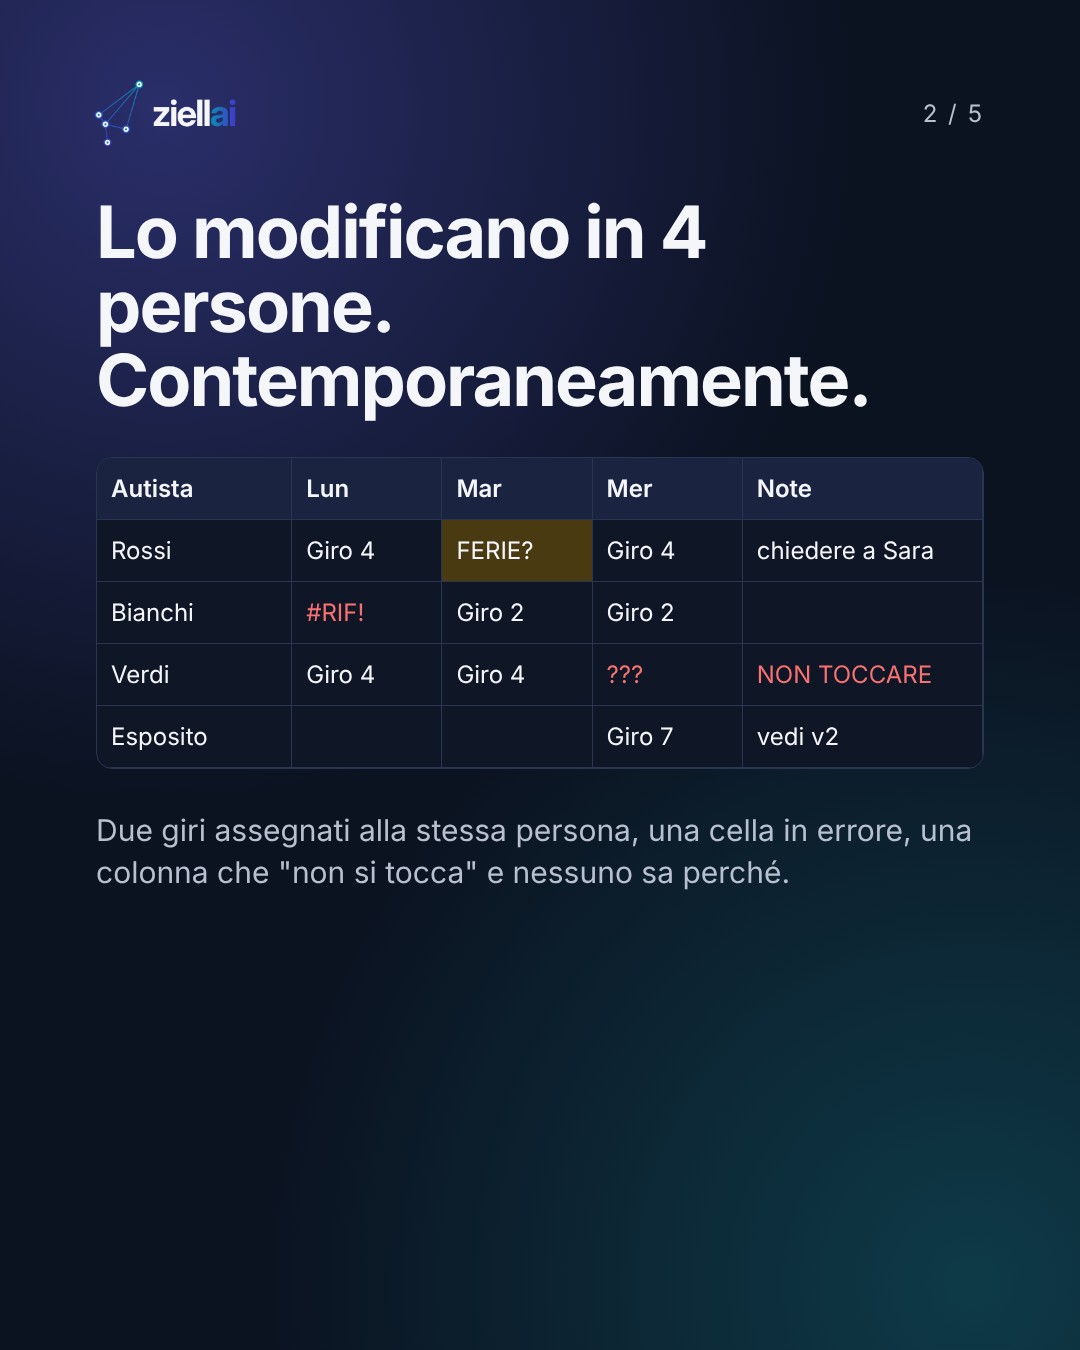 ziellai
2 / 5
Lo modificano in 4
persone.
Contemporaneamente.
Autista Lun Mar Mer Note
Rossi Giro 4 FERIE? Giro 4 chiedere a Sara
Bianchi #RIF! Giro 2 Giro 2
Verdi Giro 4 Giro 4 ??? NON TOCCARE
Esposito Giro 7 vedi v2
Due giri assegnati alla stessa persona, una cella in errore, una
colonna che "non si tocca" e nessuno sa perché.